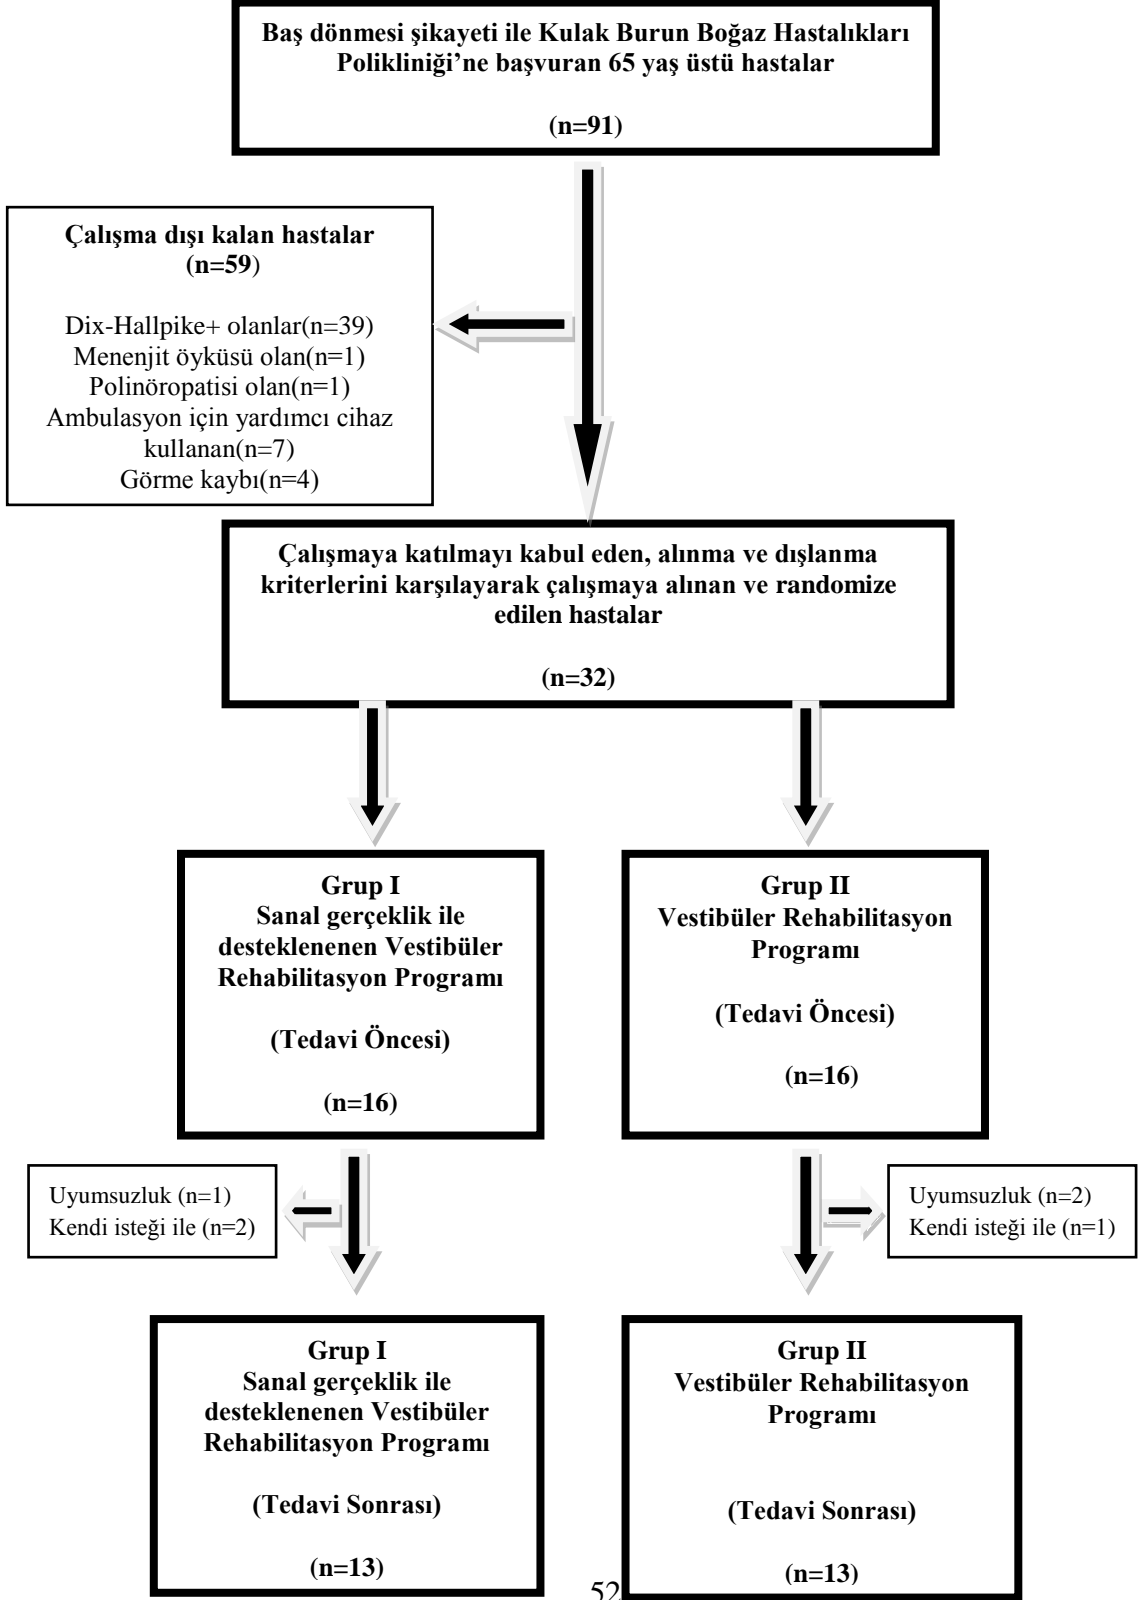 Baş dönmesi şikayeti ile Kulak Burun Boğaz Hastalıkları
Polikliniği’ne başvuran 65 yaş üstü hastalar
(n=91)
Çalışma dışı kalan hastalar
(n=59)
Dix-Hallpike+ olanlar(n=39)
Menenjit öyküsü olan(n=1)
Polinöropatisi olan(n=1)
Ambulasyon için yardımcı cihaz
kullanan(n=7)
Görme kaybı(n=4)
Çalışmaya katılmayı kabul eden, alınma ve dışlanma
kriterlerini karşılayarak çalışmaya alınan ve randomize
edilen hastalar
(n=32)
Grup I
Sanal gerçeklik ile
desteklenenen Vestibüler
Rehabilitasyon Programı
(Tedavi Öncesi)
(n=16)
Grup II
Vestibüler Rehabilitasyon
Programı
(Tedavi Öncesi)
(n=16)
Uyumsuzluk (n=1)
Kendi isteği ile (n=2)
Uyumsuzluk (n=2)
Kendi isteği ile (n=1)
Grup I
Sanal gerçeklik ile
desteklenenen Vestibüler
Rehabilitasyon Programı
(Tedavi Sonrası)
(n=13)
Grup II
Vestibüler Rehabilitasyon
Programı
(Tedavi Sonrası)
(n=13)
52